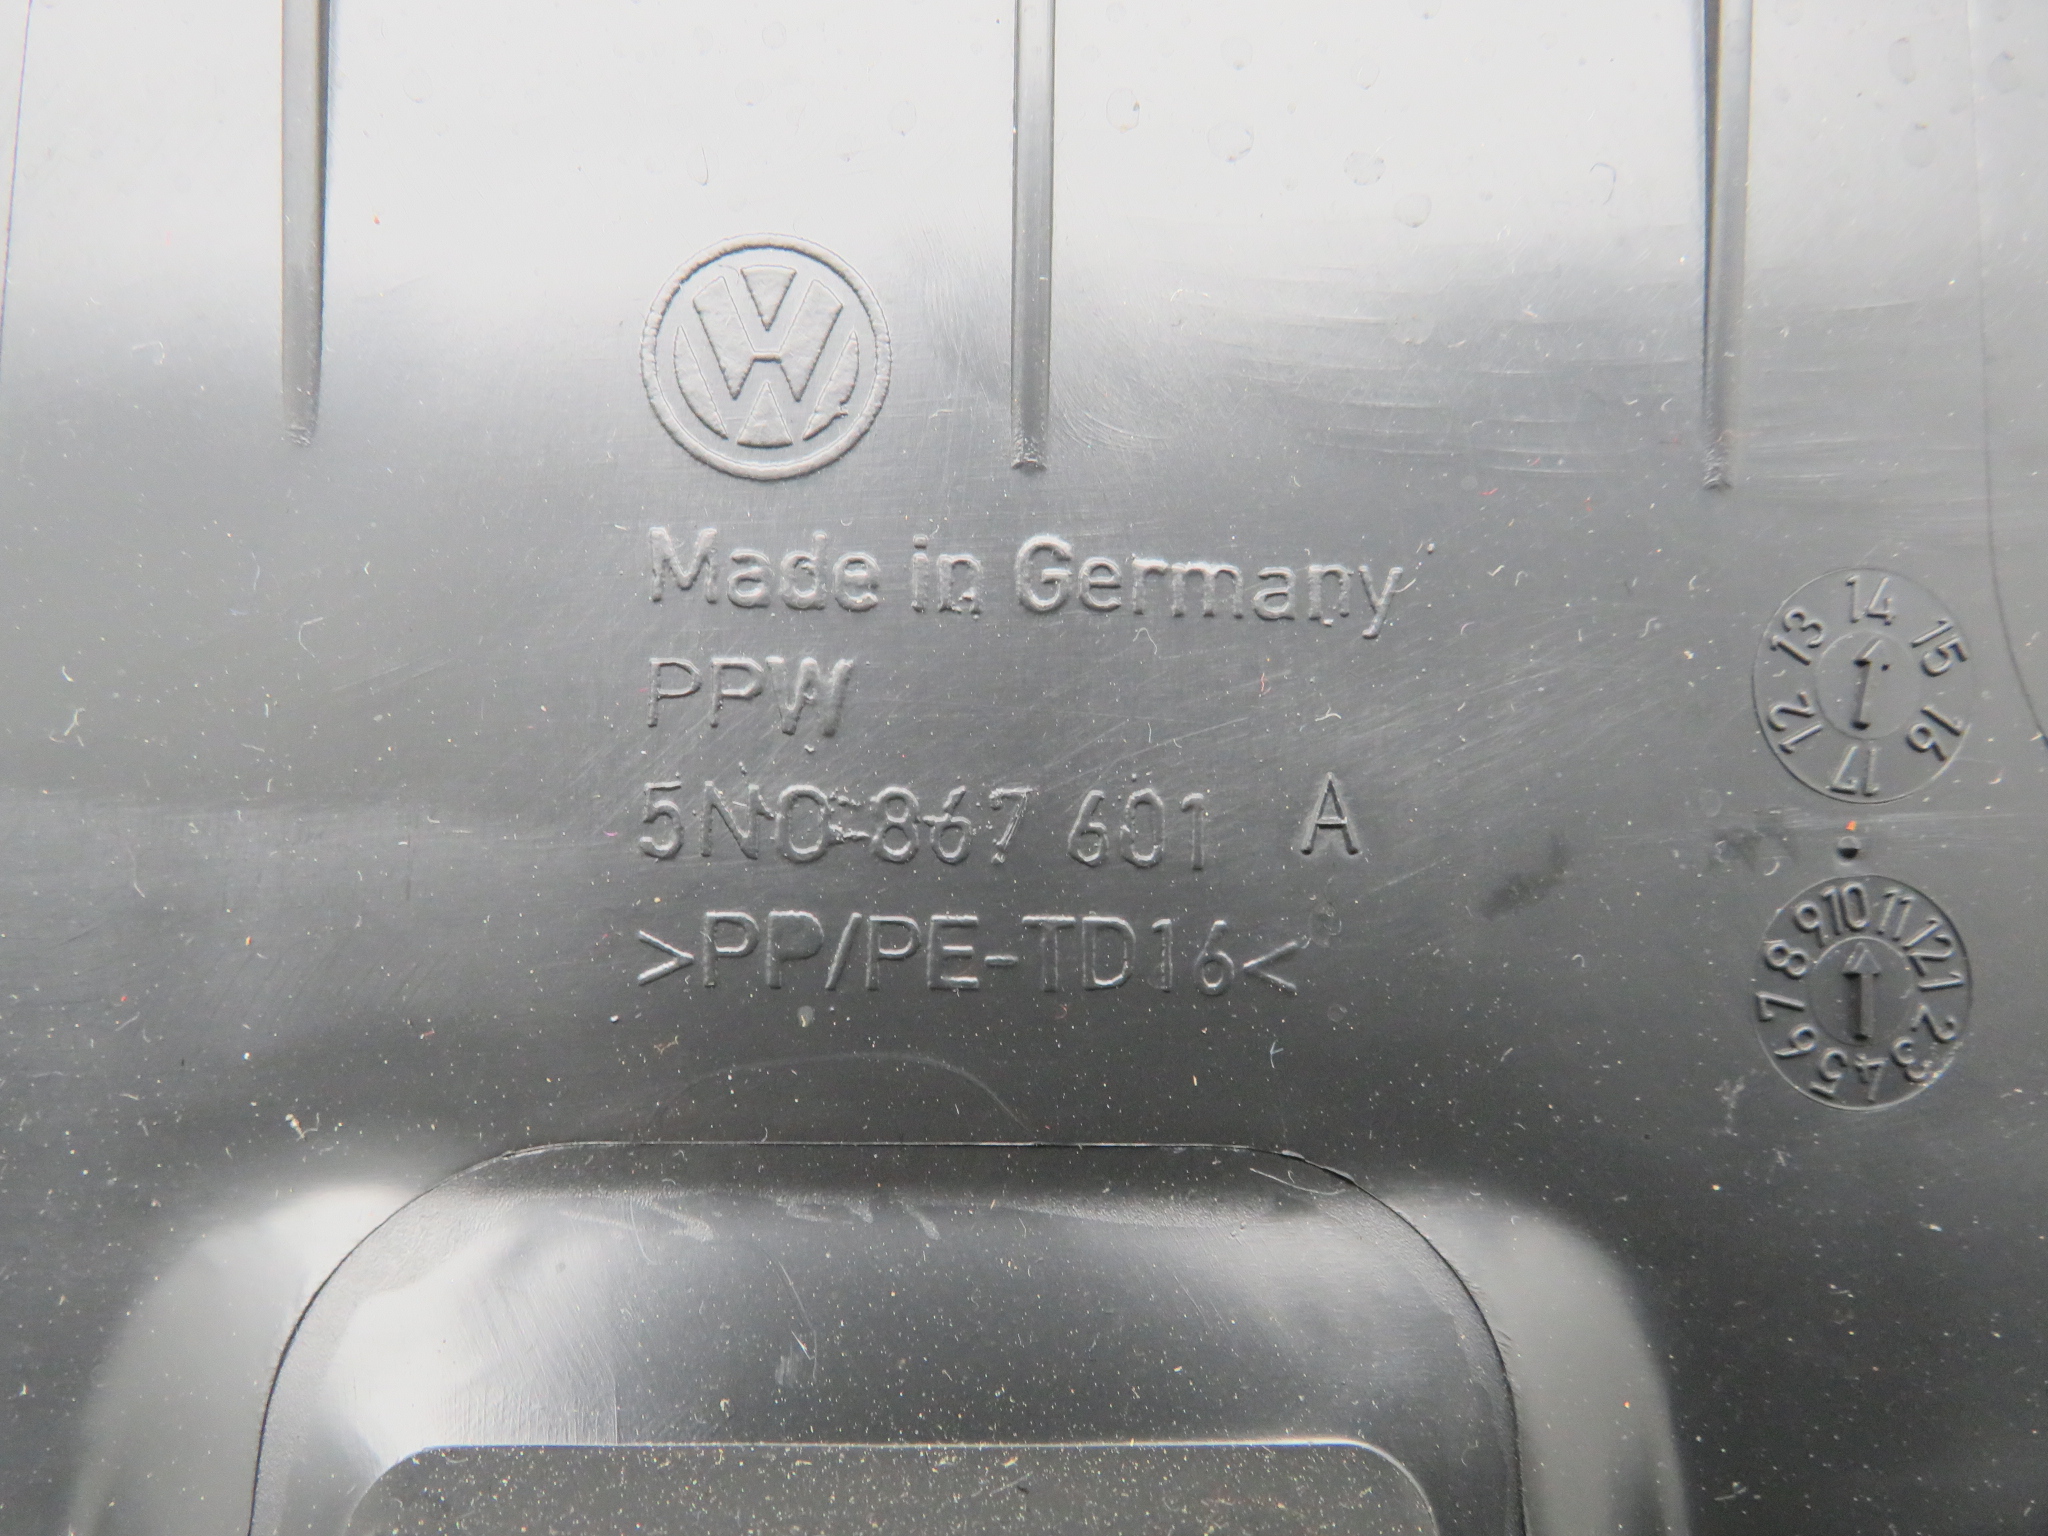 Made in Germany
PPW
5N0 867 601 A
>PP/PE-TD16<
12 13 14 15 16 17
1 2 3 4 5 6 7 8 9 10 11 12